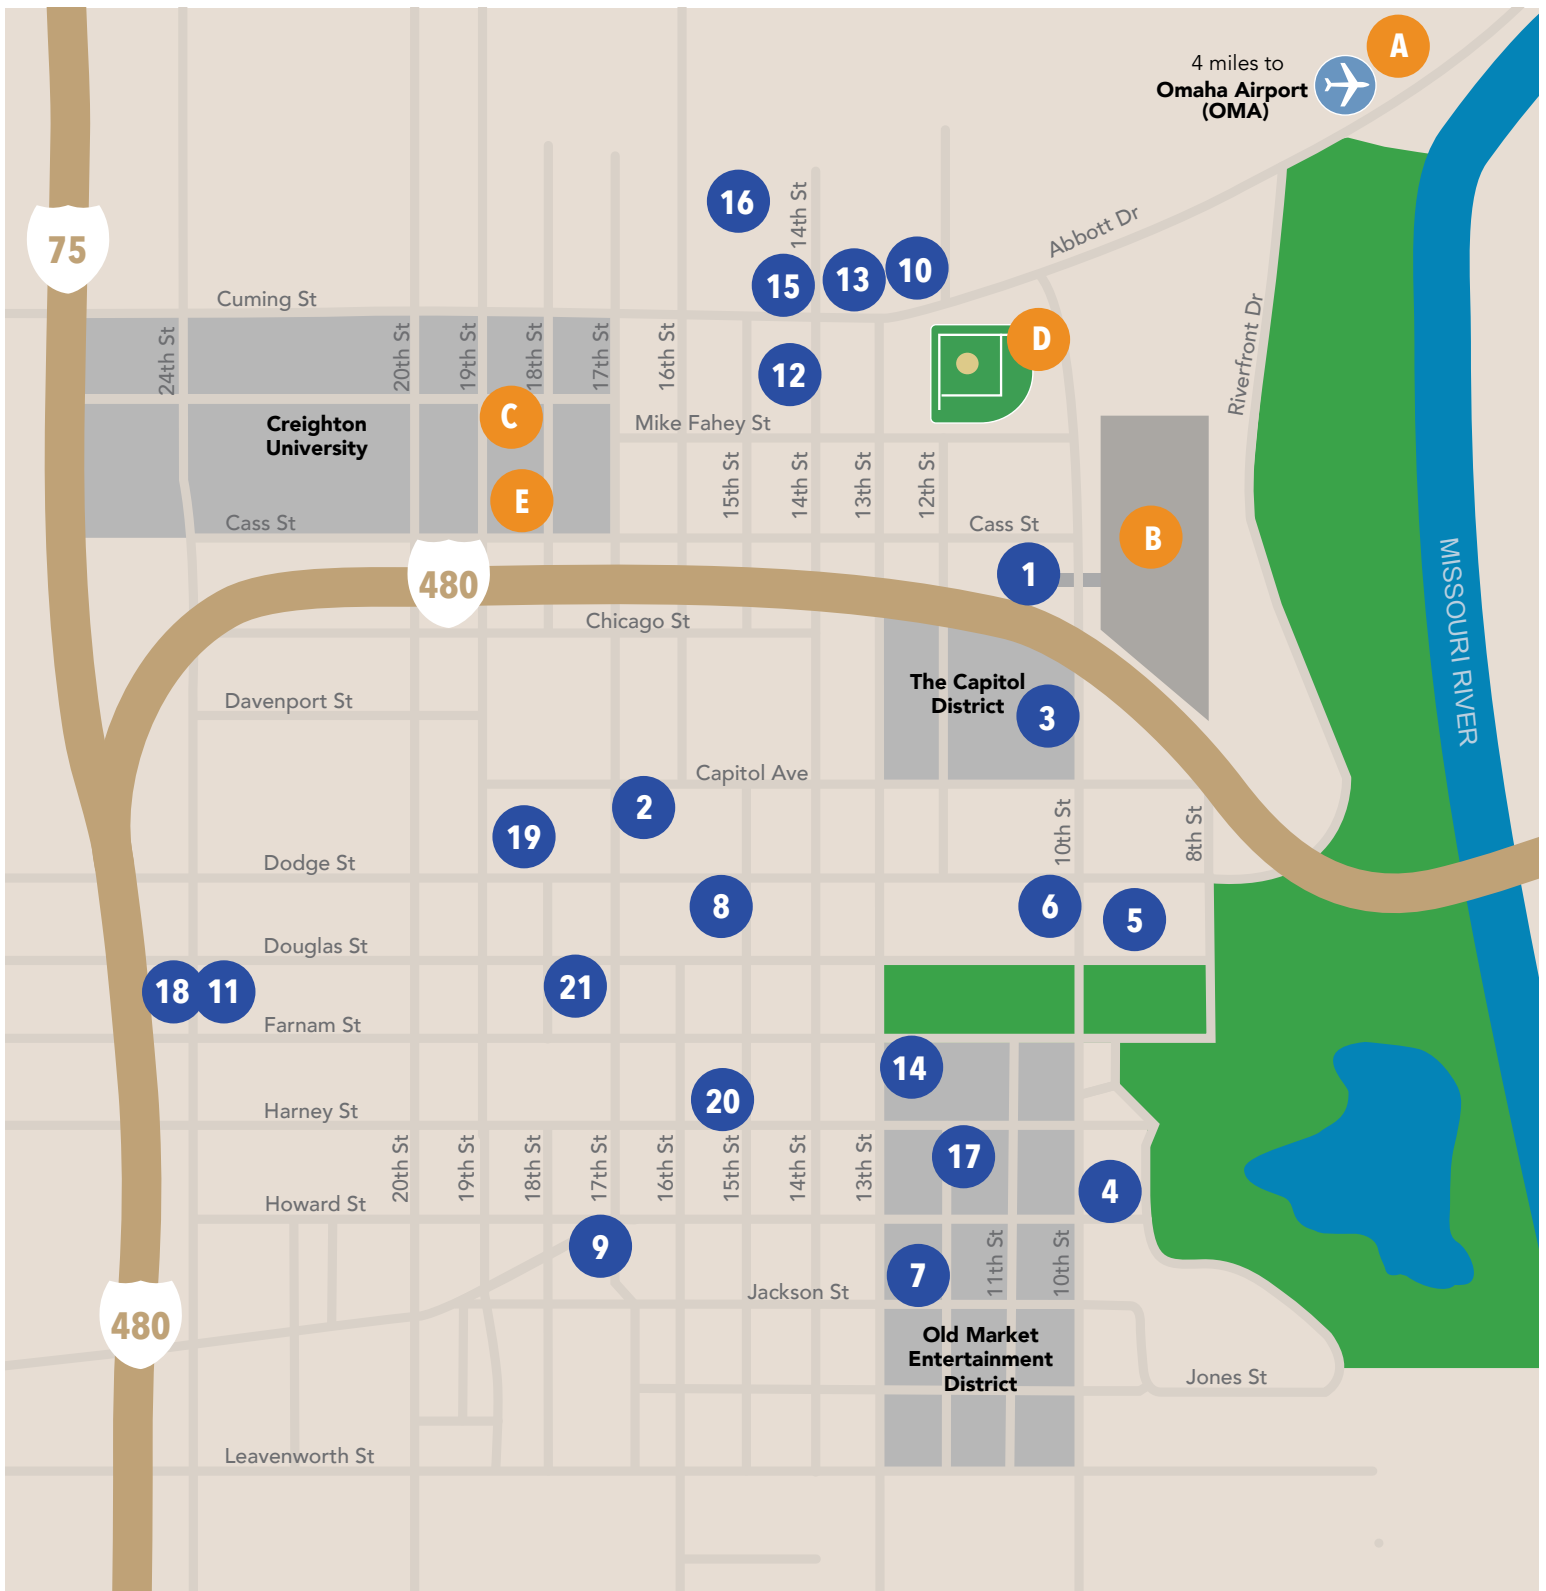 A
4 miles to
Omaha Airport
(OMA)
16
14th St
Abbott Dr
75
15
13
10
Cuming St
Riverfront Dr
24th St
20th St
19th St
18th St
17th St
16th St
D
12
C
Creighton
University
Mike Fahey St
15th St
14th St
13th St
12th St
E
Cass St
Cass St
B
MISSOURI RIVER
480
1
Chicago St
The Capitol
District
3
Davenport St
Capitol Ave
2
19
10th St
8th St
Dodge St
8
6
5
Douglas St
18
11
21
Farnam St
14
20
Harney St
20th St
19th St
18th St
17th St
16th St
15th St
14th St
13th St
17
4
Howard St
9
7
11th St
10th St
Jackson St
480
Old Market
Entertainment
District
Jones St
Leavenworth St